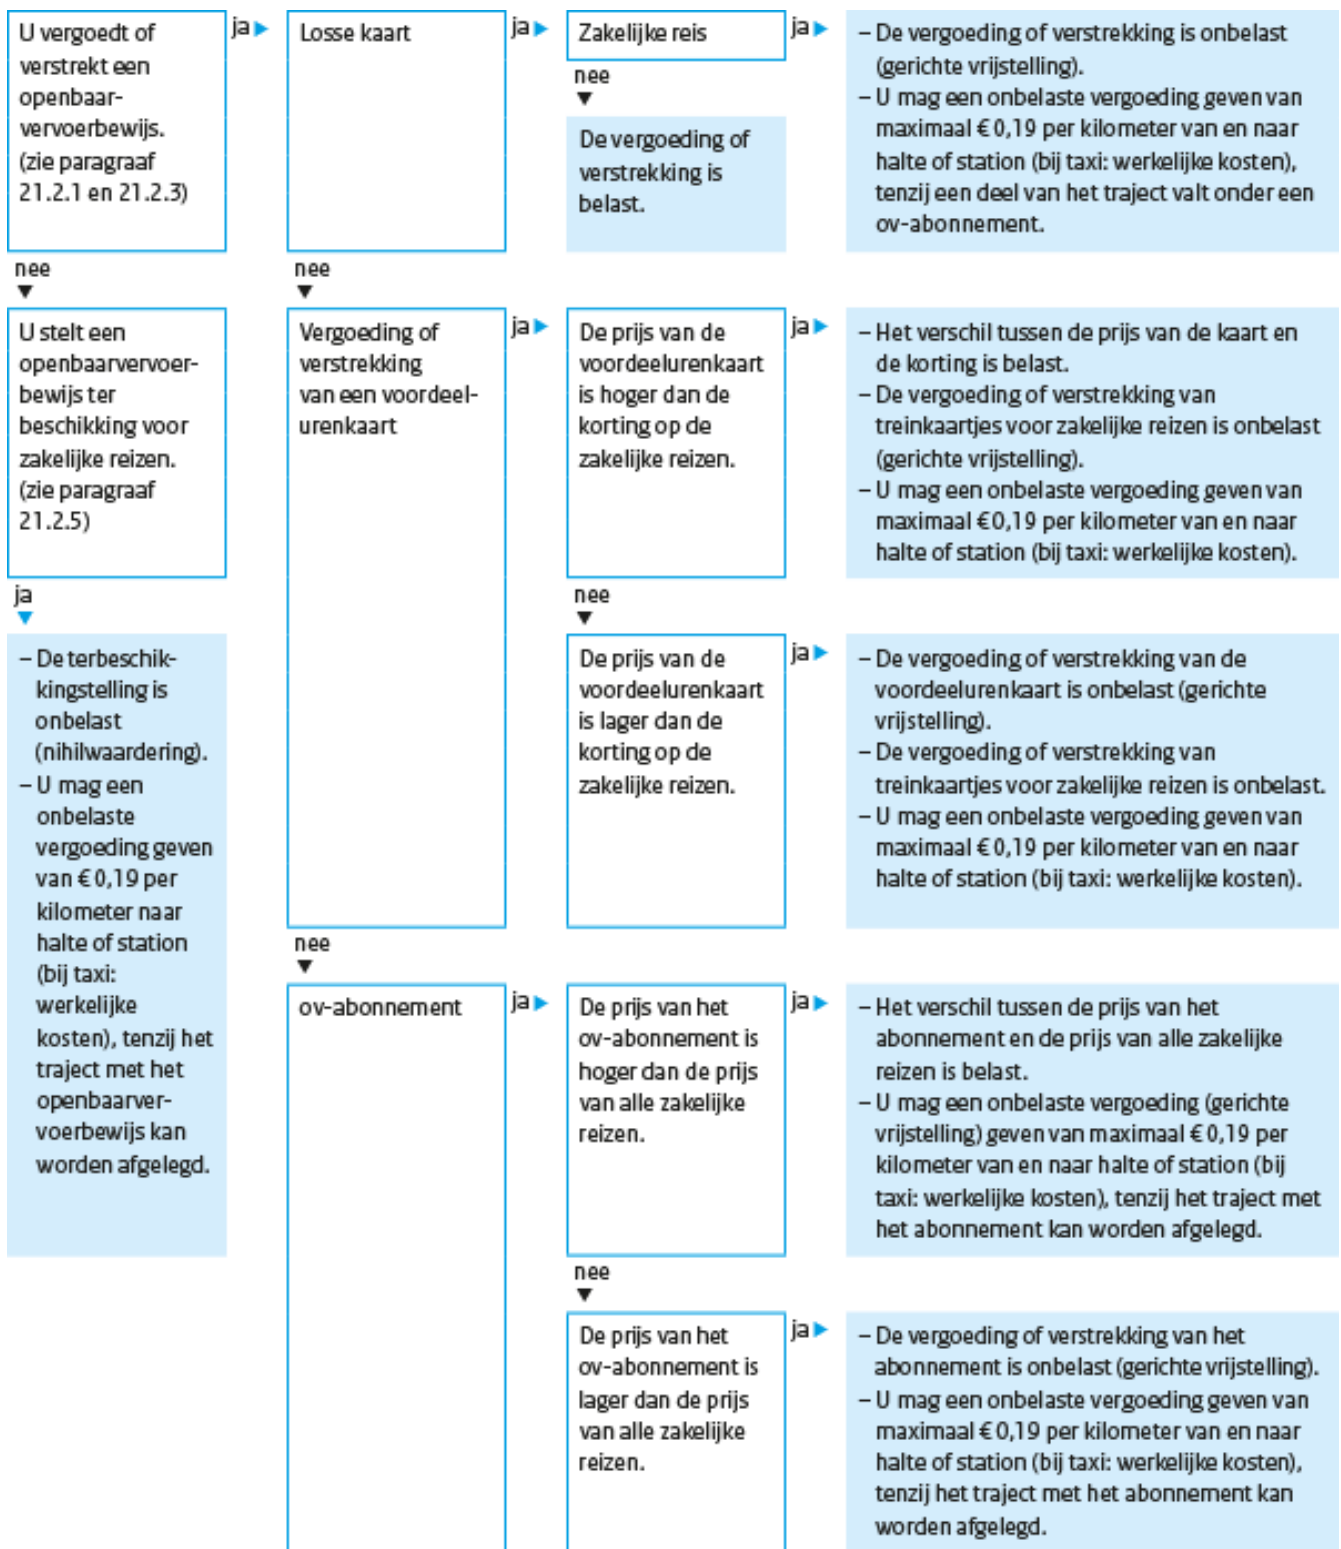 U vergoedt of
verstrekt een
openbaar-
vervoerbewijs.
(zie paragraaf
21.2.1 en 21.2.3)
ja
Losse kaart
ja
Zakelijke reis
ja
nee
De vergoeding of
verstrekking is
belast.
– De vergoeding of verstrekking is onbelast
(gerichte vrijstelling).
– U mag een onbelaste vergoeding geven van
maximaal € 0,19 per kilometer van en naar
halte of station (bij taxi: werkelijke kosten),
tenzij een deel van het traject valt onder een
ov-abonnement.
nee
nee
U stelt een
openbaarvervoer-
bewijs ter
beschikking voor
zakelijke reizen.
(zie paragraaf
21.2.5)
ja
– De terbeschik-
kingstelling is
onbelast
(nihilwaardering).
– U mag een
onbelaste
vergoeding geven
van € 0,19 per
kilometer naar
halte of station
(bij taxi:
werkelijke
kosten), tenzij het
traject met het
openbaarver-
voerbewijs kan
worden afgelegd.
Vergoeding of
verstrekking
van een voordeel-
urenkaart
ja
De prijs van de
voordeelurenkaart
is hoger dan de
korting op de
zakelijke reizen.
ja
– Het verschil tussen de prijs van de kaart en
de korting is belast.
– De vergoeding of verstrekking van
treinkaartjes voor zakelijke reizen is onbelast
(gerichte vrijstelling).
– U mag een onbelaste vergoeding geven van
maximaal € 0,19 per kilometer van en naar
halte of station (bij taxi: werkelijke kosten).
nee
De prijs van de
voordeelurenkaart
is lager dan de
korting op de
zakelijke reizen.
ja
– De vergoeding of verstrekking van de
voordeelurenkaart is onbelast (gerichte
vrijstelling).
– De vergoeding of verstrekking van
treinkaartjes voor zakelijke reizen is onbelast.
– U mag een onbelaste vergoeding geven van
maximaal € 0,19 per kilometer van en naar
halte of station (bij taxi: werkelijke kosten).
nee
ov-abonnement
ja
De prijs van het
ov-abonnement is
hoger dan de prijs
van alle zakelijke
reizen.
ja
– Het verschil tussen de prijs van het
abonnement en de prijs van alle zakelijke
reizen is belast.
– U mag een onbelaste vergoeding (gerichte
vrijstelling) geven van maximaal € 0,19 per
kilometer van en naar halte of station (bij
taxi: werkelijke kosten), tenzij het traject met
het abonnement kan worden afgelegd.
nee
De prijs van het
ov-abonnement is
lager dan de prijs
van alle zakelijke
reizen.
ja
– De vergoeding of verstrekking van het
abonnement is onbelast (gerichte vrijstelling).
– U mag een onbelaste vergoeding geven van
maximaal € 0,19 per kilometer van en naar
halte of station (bij taxi: werkelijke kosten),
tenzij het traject met het abonnement kan
worden afgelegd.